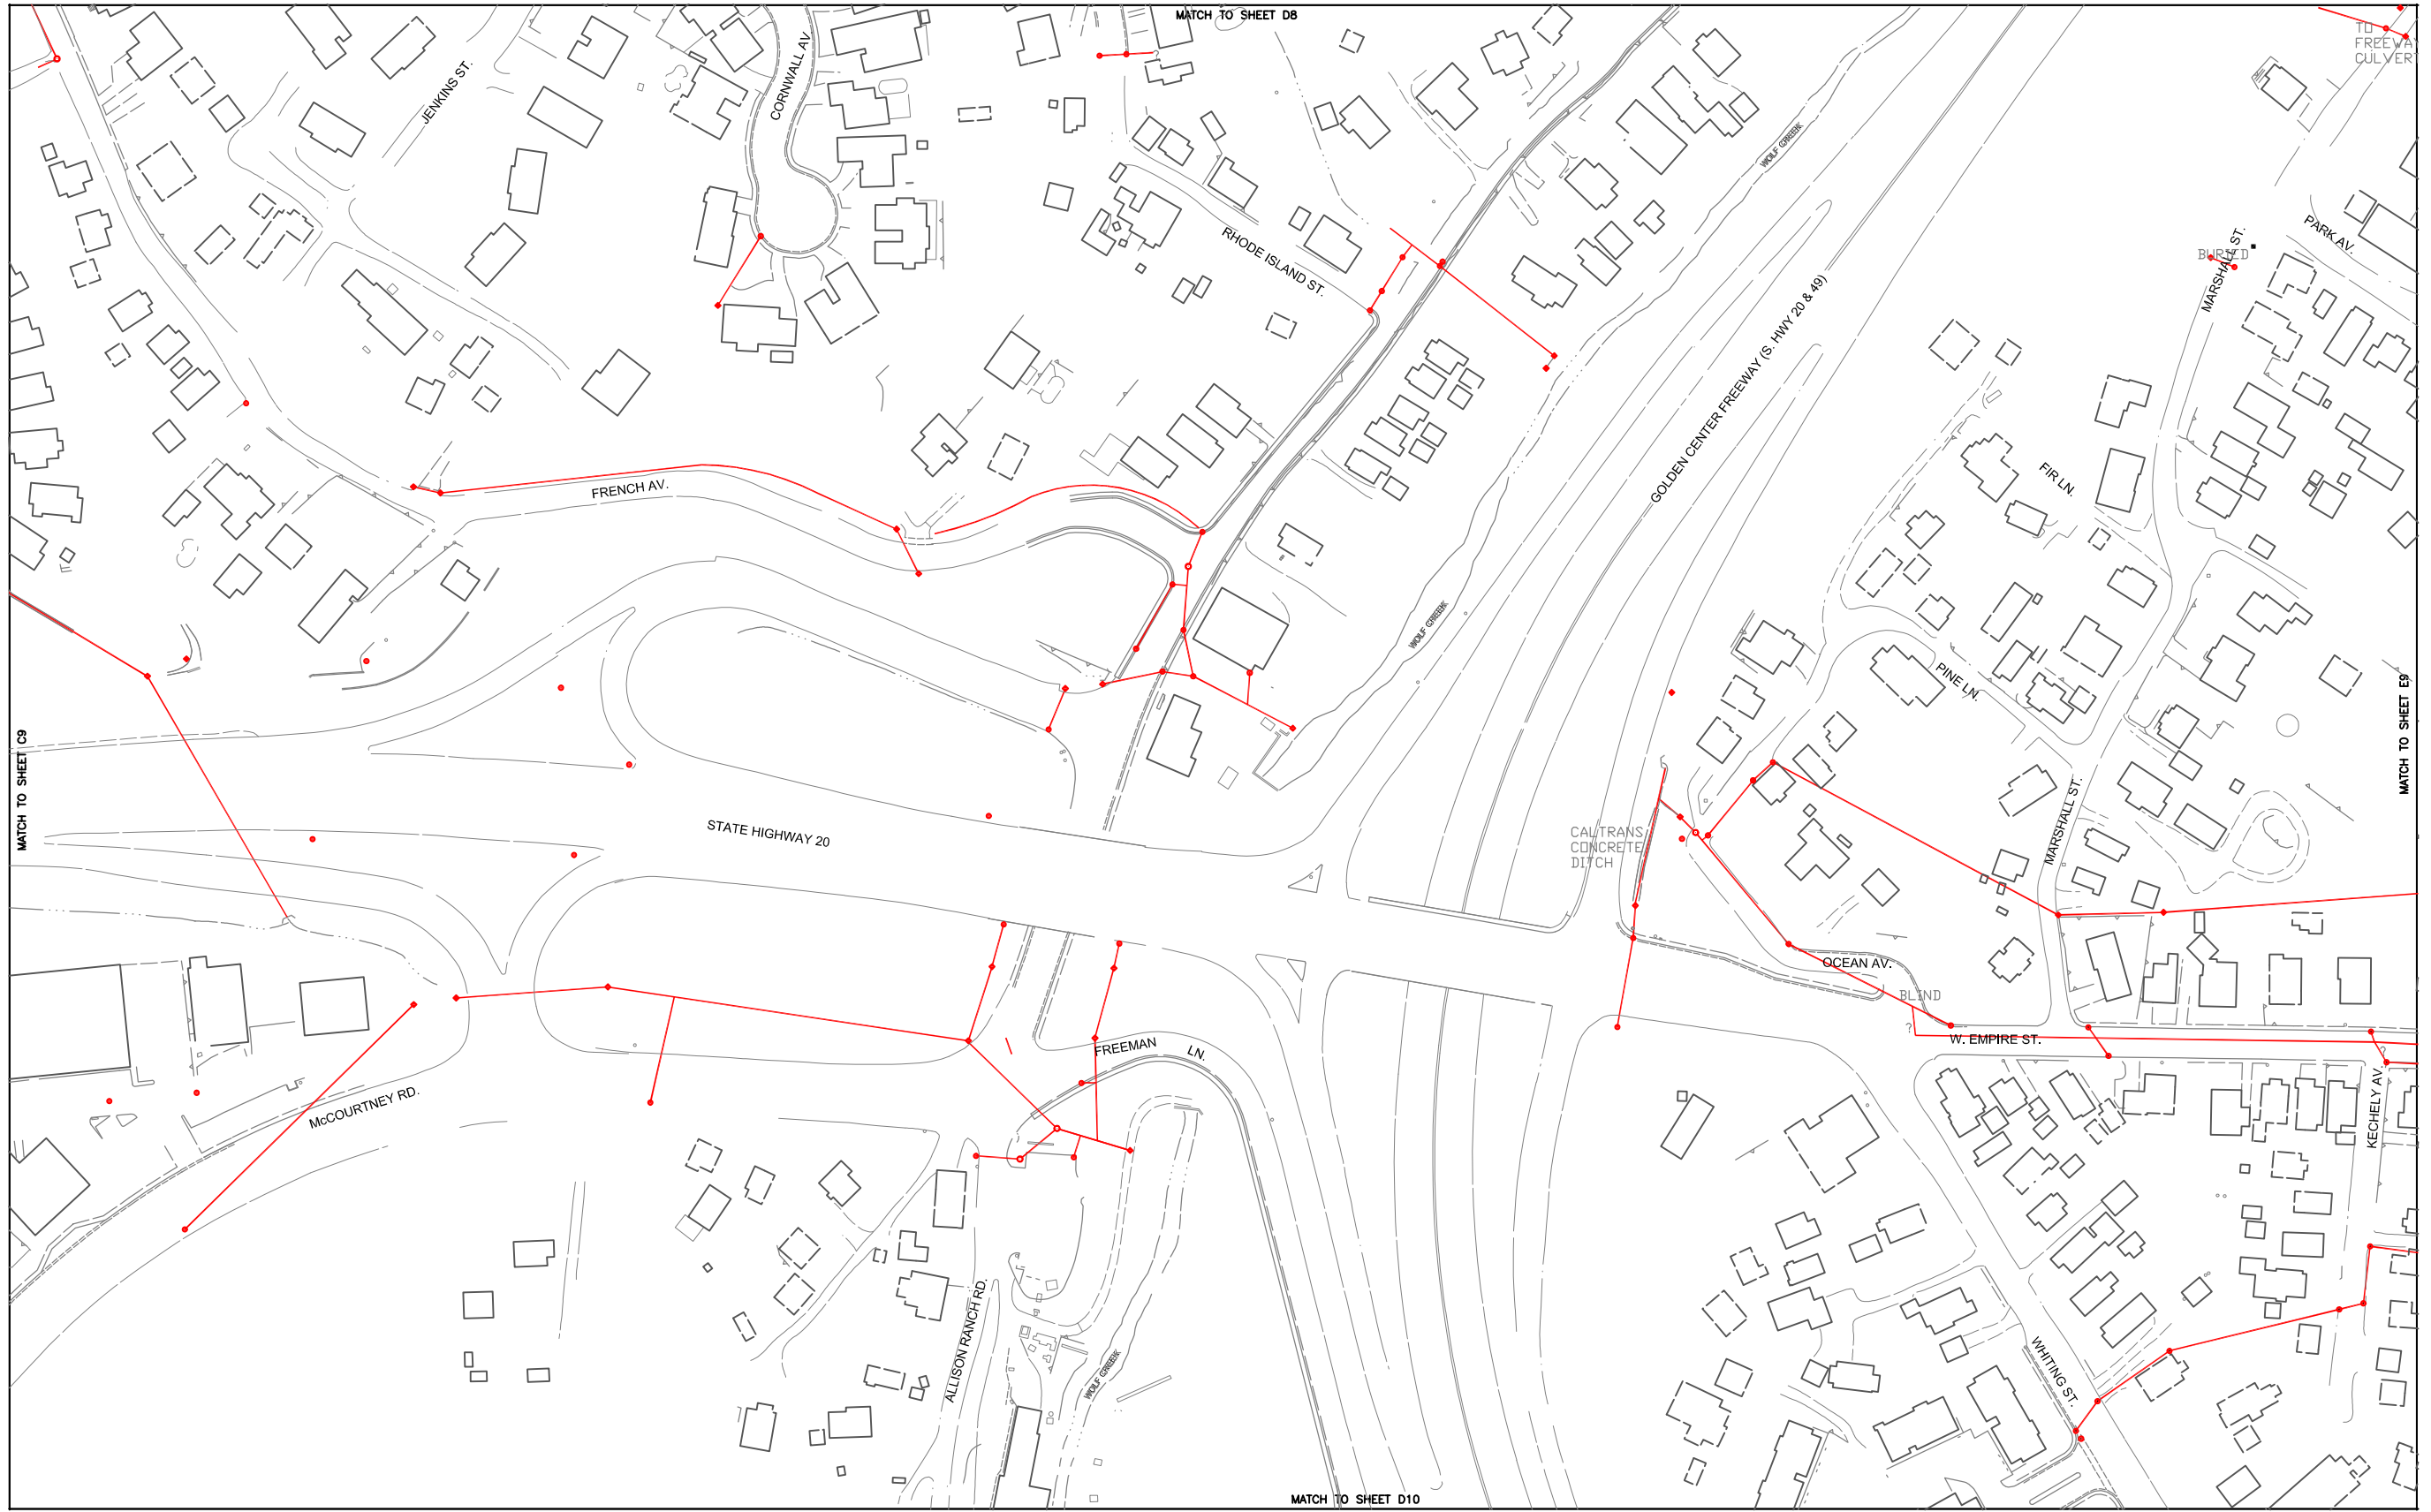 MATCH TO SHEET D8
TO
FREEWA
CULVER
JENKINS ST.
CORNWALL AV.
WOLF CREEK
RHODE ISLAND ST.
PARK AV.
BURIED
MARSHALL ST.
GOLDEN CENTER FREEWAY (S. HWY 20 & 49)
FIR LN.
FRENCH AV.
WOLF CREEK
PINE LN.
MATCH TO SHEET C9
MATCH TO SHEET E9
STATE HIGHWAY 20
CALTRANS
CONCRETE
DITCH
MARSHALL ST.
OCEAN AV.
BLIND
?
W. EMPIRE ST.
FREEMAN LN.
?
McCOURTNEY RD.
KECHELY AV.
ALLISON RANCH RD.
WOLF CREEK
WHITING ST.
MATCH TO SHEET D10